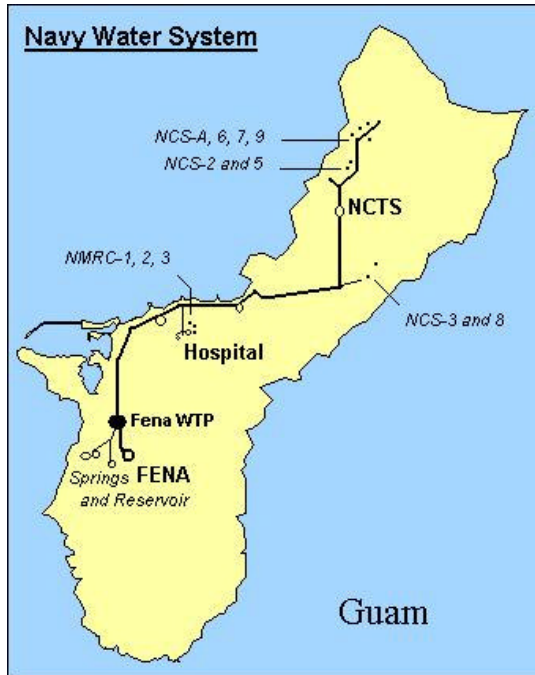 Navy Water System
NCS-A, 6, 7, 9
NCS-2 and 5
NCTS
NMRC-1, 2, 3
NCS-3 and 8
Hospital
Fena WTP
Springs FENA
and Reservoir
Guam